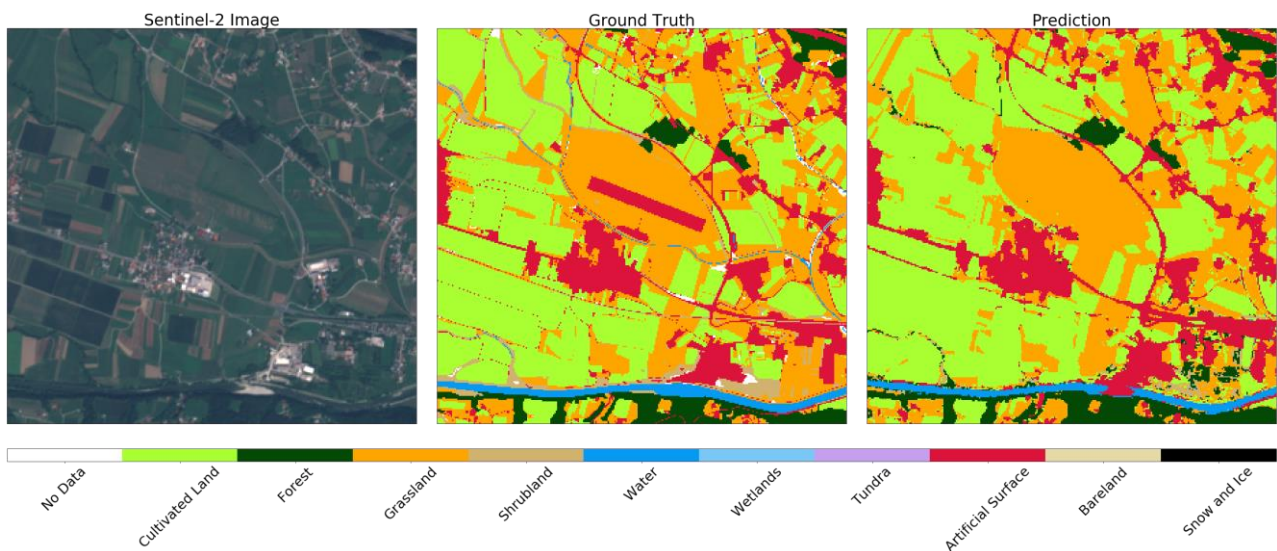 Sentinel-2 Image
Ground Truth
Prediction
No Data
Cultivated Land
Forest
Grassland
Shrubland
Water
Wetlands
Tundra
Artificial Surface
Bareland
Snow and Ice